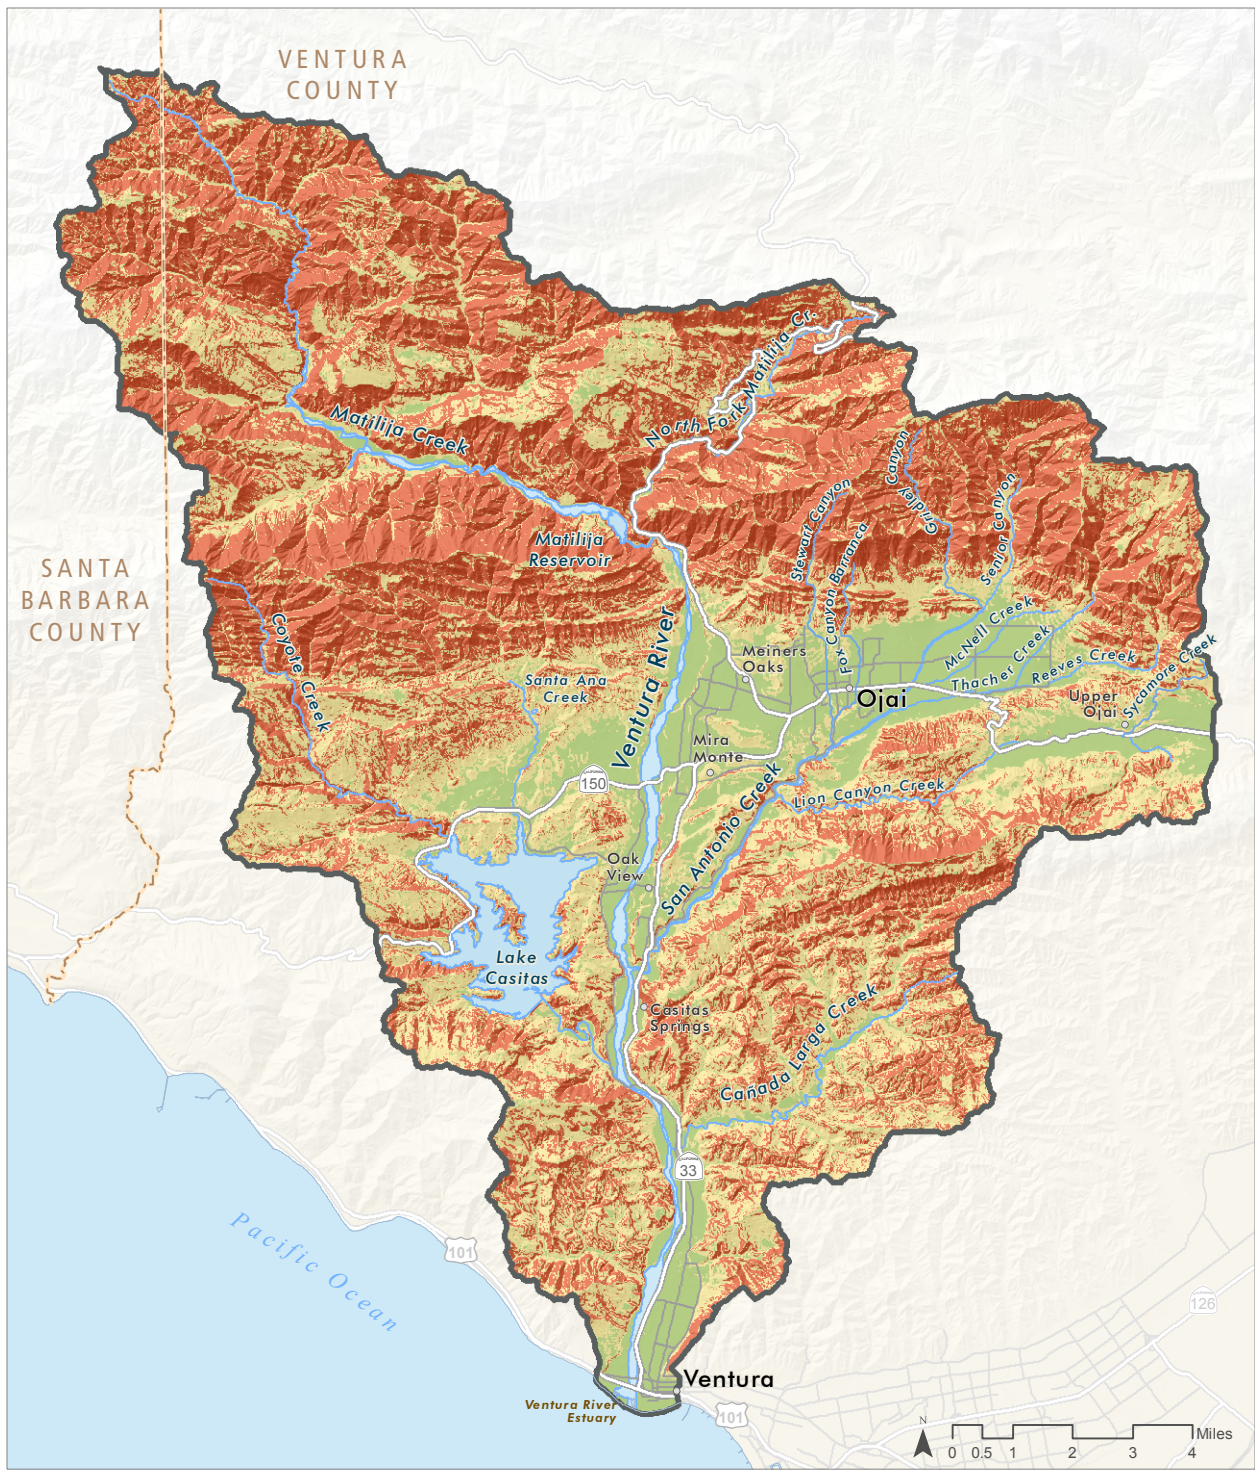 VENTURA
COUNTY
North Fork Matilija Cr.
Matilija Creek
Canyon
Gridley
Senior Canyon
Stewart Canyon
Fox Canyon Barranca
Matilija
Reservoir
SANTA
BARBARA
COUNTY
Coyote Creek
McNell Creek
Thacher Creek
Reeves Creek
Sycamore Creek
Ventura River
Meiners
Oaks
Santa Ana
Creek
Ojai
Upper
Ojai
Mira
Monte
CALIFORNIA
150
Lion Canyon Creek
San Antonio Creek
Oak
View
Lake
Casitas
Casitas
Springs
Cañada Larga Creek
CALIFORNIA
33
Pacific Ocean
101
126
Ventura
Ventura River
Estuary
101
N
Miles
0 0.5 1 2 3 4